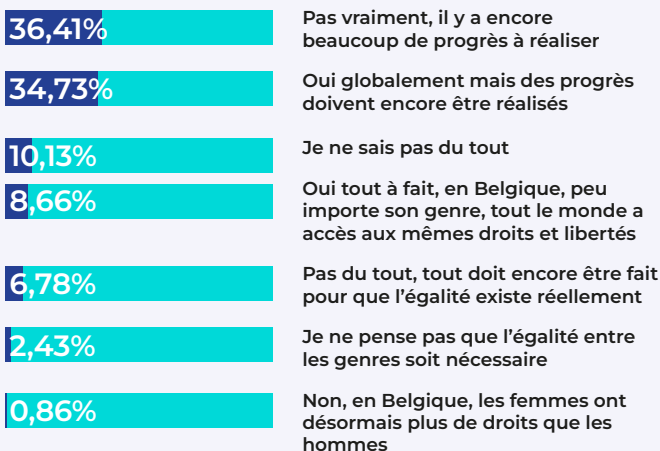 36,41%
Pas vraiment, il y a encore
beaucoup de progrès à réaliser
34,73%
Oui globalement mais des progrès
doivent encore être réalisés
10,13%
Je ne sais pas du tout
8,66%
Oui tout à fait, en Belgique, peu
importe son genre, tout le monde a
accès aux mêmes droits et libertés
6,78%
Pas du tout, tout doit encore être fait
pour que l’égalité existe réellement
2,43%
Je ne pense pas que l’égalité entre
les genres soit nécessaire
0,86%
Non, en Belgique, les femmes ont
désormais plus de droits que les
hommes